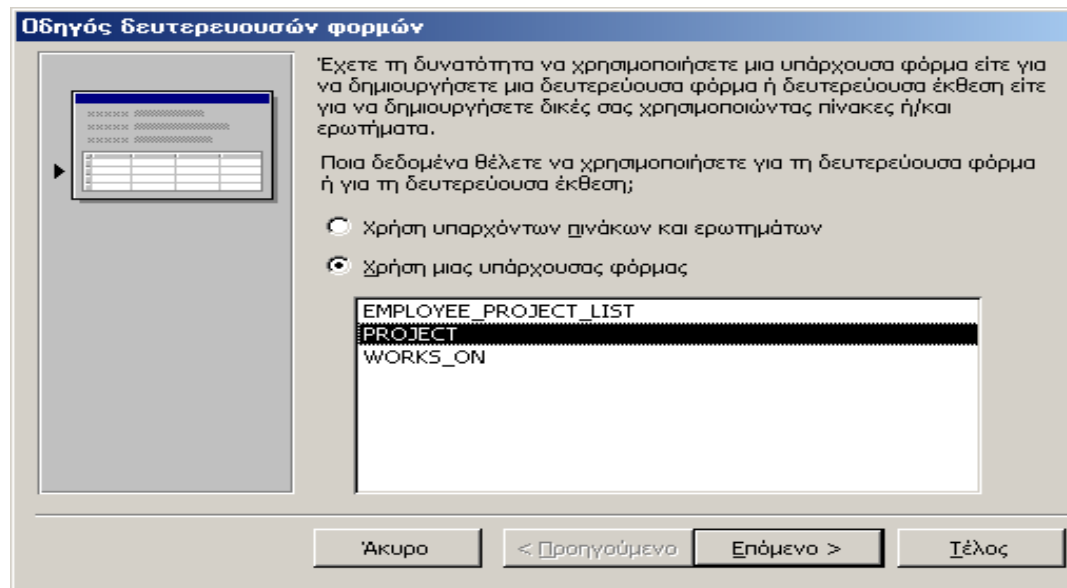 Οδηγός δευτερευουσών φορμών
Έχετε τη δυνατότητα να χρησιμοποιήσετε μια υπάρχουσα φόρμα είτε για
να δημιουργήσετε μια δευτερεύουσα φόρμα ή δευτερεύουσα έκθεση είτε
για να δημιουργήσετε δικές σας χρησιμοποιώντας πίνακες ή/και
ερωτήματα.
Ποια δεδομένα θέλετε να χρησιμοποιήσετε για τη δευτερεύουσα φόρμα
ή για τη δευτερεύουσα έκθεση;
Χρήση υπαρχόντων πινάκων και ερωτημάτων
Χρήση μιας υπάρχουσας φόρμας
EMPLOYEE_PROJECT_LIST
PROJECT
WORKS_ON
Άκυρο
< Προηγούμενο
Επόμενο >
Τέλος